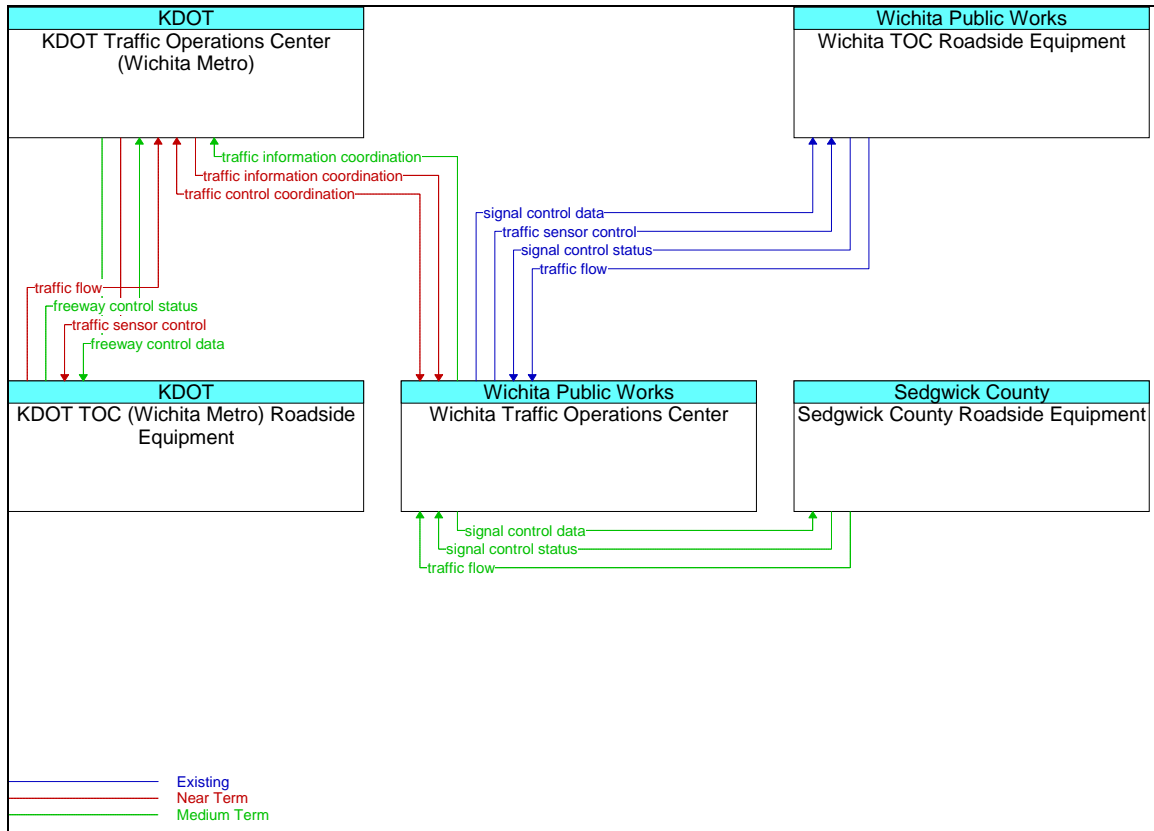 KDOT
KDOT Traffic Operations Center
(Wichita Metro)
Wichita Public Works
Wichita TOC Roadside Equipment
traffic information coordination
traffic information coordination
traffic control coordination
signal control data
traffic sensor control
signal control status
traffic flow
traffic flow
freeway control status
traffic sensor control
freeway control data
KDOT
KDOT TOC (Wichita Metro) Roadside
Equipment
Wichita Public Works
Wichita Traffic Operations Center
Sedgwick County
Sedgwick County Roadside Equipment
signal control data
signal control status
traffic flow
Existing
Near Term
Medium Term